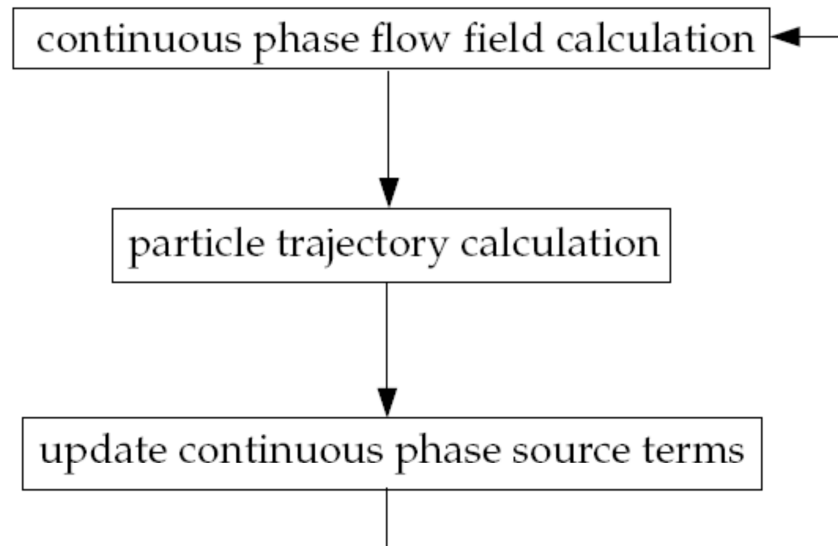 continuous phase flow field calculation
particle trajectory calculation
update continuous phase source terms